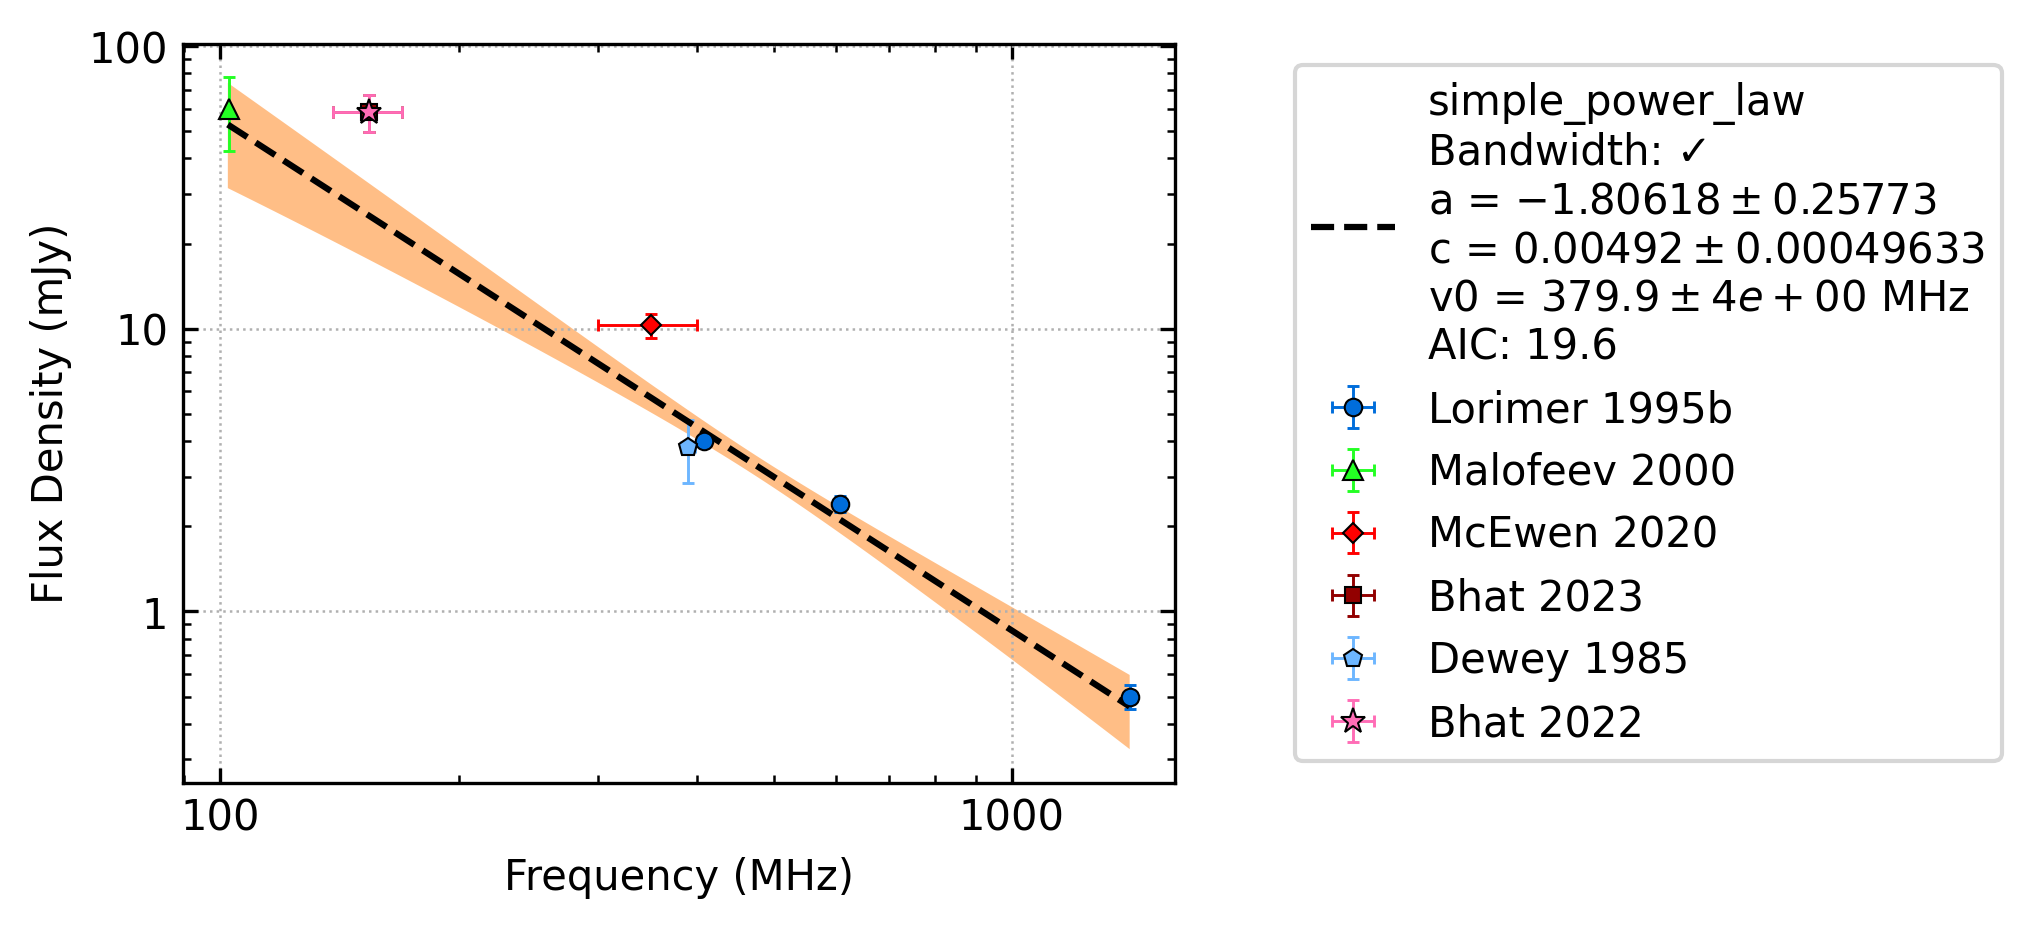 100
10
1
Flux Density (mJy)
100
1000
Frequency (MHz)
simple_power_law
Bandwidth: ✓
a = −1.80618 ± 0.25773
c = 0.00492 ± 0.00049633
v0 = 379.9 ± 4e + 00 MHz
AIC: 19.6
Lorimer 1995b
Malofeev 2000
McEwen 2020
Bhat 2023
Dewey 1985
Bhat 2022